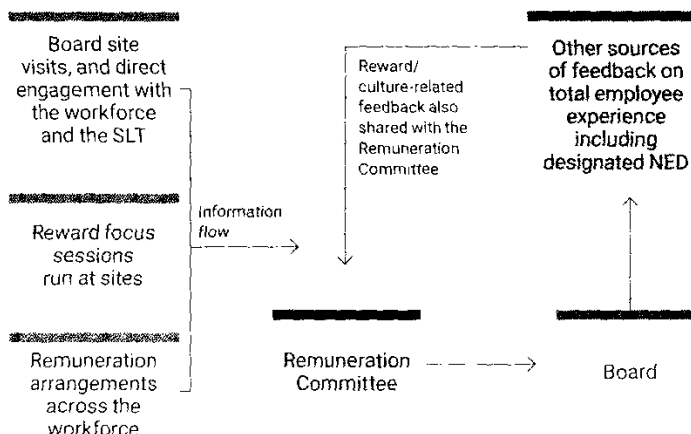 Board site
visits, and direct
engagement with
the workforce
and the SLT
Reward focus
sessions
run at sites
Remuneration
arrangements
across the
workforce
Information
flow
Reward/
culture-related
feedback also
shared with the
Remuneration
Committee
Remuneration
Committee
Other sources
of feedback on
total employee
experience
including
designated NED
Board